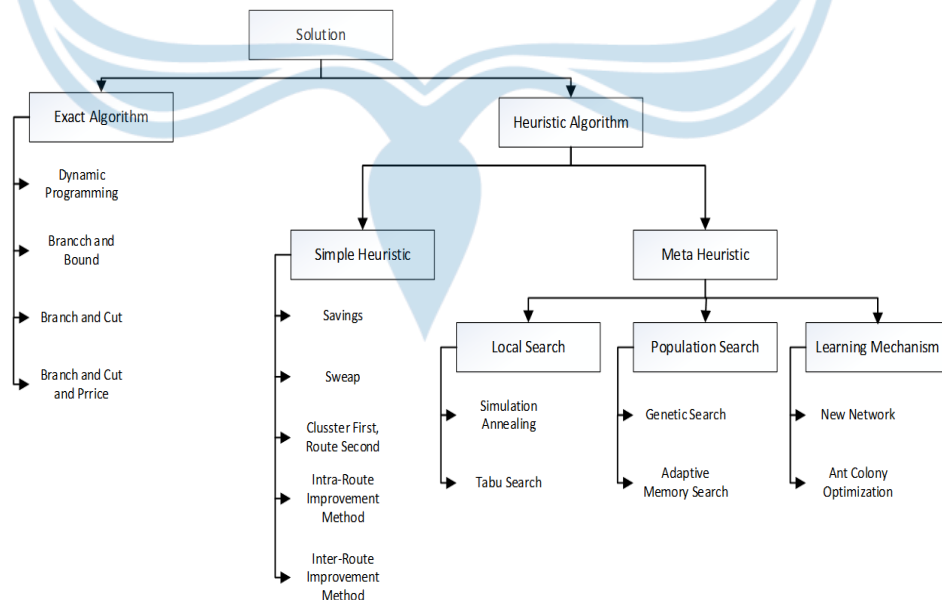 Solution
Exact Algorithm
Dynamic
Programming
Brancch and
Bound
Branch and Cut
Branch and Cut
and Prrice
Heuristic Algorithm
Simple Heuristic
Savings
Sweap
Clusster First,
Route Second
Intra-Route
Improvement
Method
Inter-Route
Improvement
Method
Meta Heuristic
Local Search
Simulation
Annealing
Tabu Search
Population Search
Genetic Search
Adaptive
Memory Search
Learning Mechanism
New Network
Ant Colony
Optimization